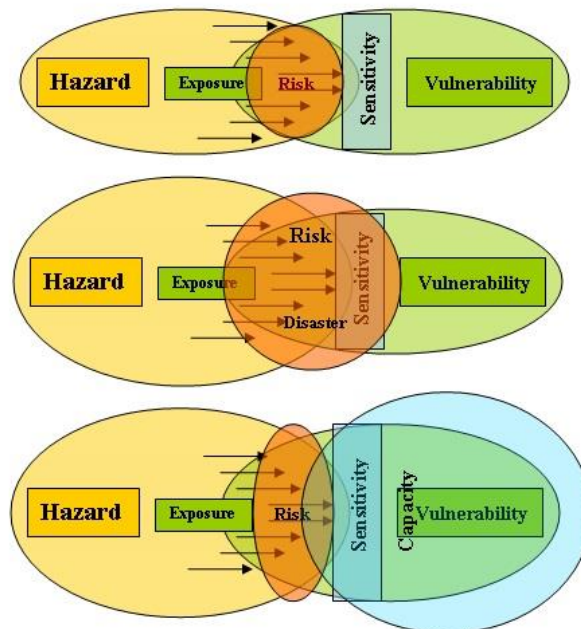 Hazard
Exposure
Risk
Sensitivity
Vulnerability
Hazard
Exposure
Risk
Disaster
Sensitivity
Vulnerability
Hazard
Exposure
Risk
Sensitivity
Capacity
Vulnerability